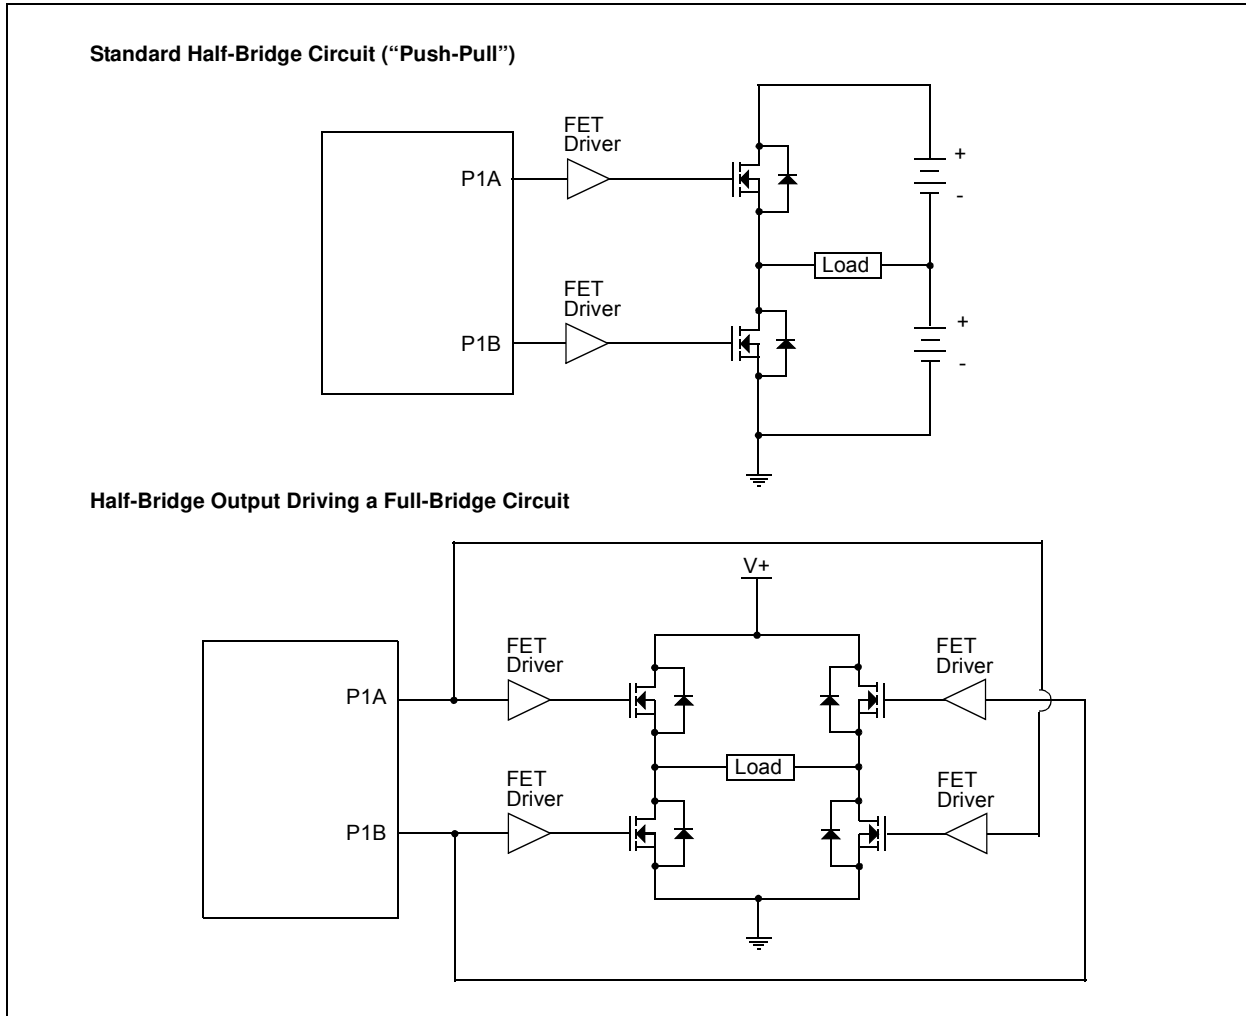 Standard Half-Bridge Circuit (“Push-Pull”)
FET
Driver
P1A
+
-
Load
FET
Driver
P1B
+
-
Half-Bridge Output Driving a Full-Bridge Circuit
V+
FET
Driver
FET
Driver
P1A
Load
FET
Driver
FET
Driver
P1B